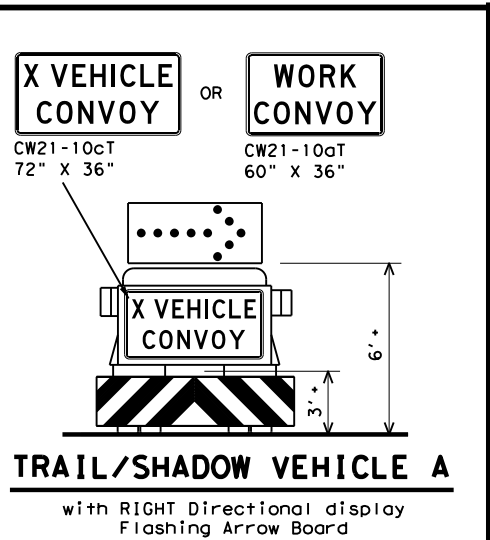 X VEHICLE
CONVOY
OR
WORK
CONVOY
CW21-10cT
72" X 36"
CW21-10aT
60" X 36"
X VEHICLE
CONVOY
6'+
3'+
TRAIL/SHADOW VEHICLE A
with RIGHT Directional display
Flashing Arrow Board